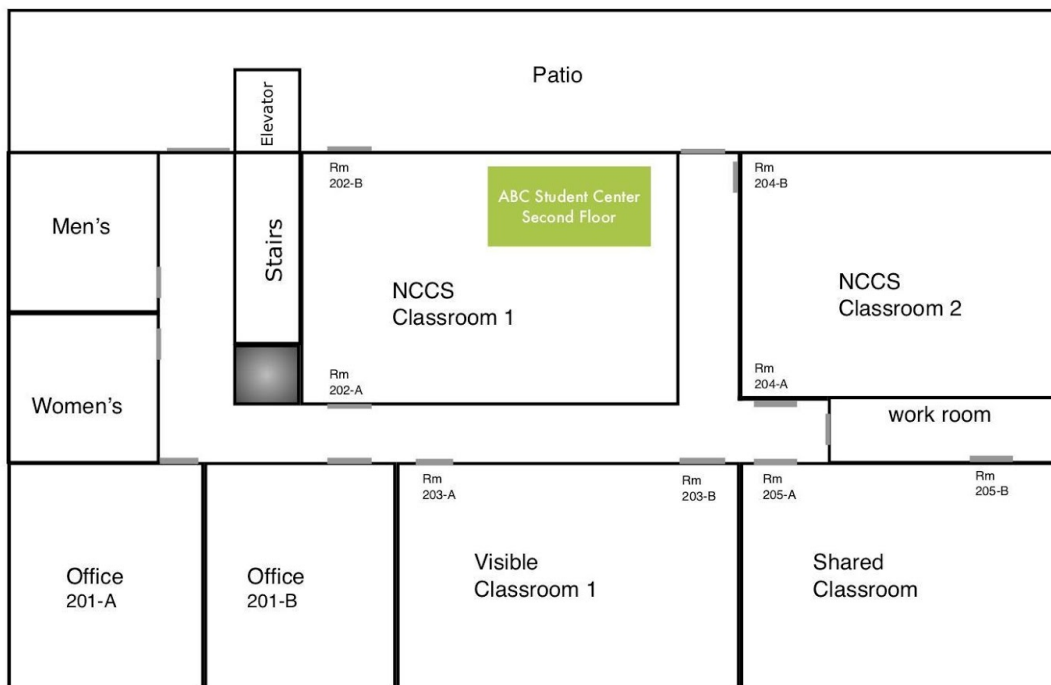 Patio
Elevator
Rm
202-B
ABC Student Center
Second Floor
Rm
204-B
Men's
Stairs
NCCS
Classroom 1
NCCS
Classroom 2
Rm
202-A
Rm
204-A
Women's
work room
Rm
203-A
Rm
203-B
Rm
205-A
Rm
205-B
Office
201-A
Office
201-B
Visible
Classroom 1
Shared
Classroom